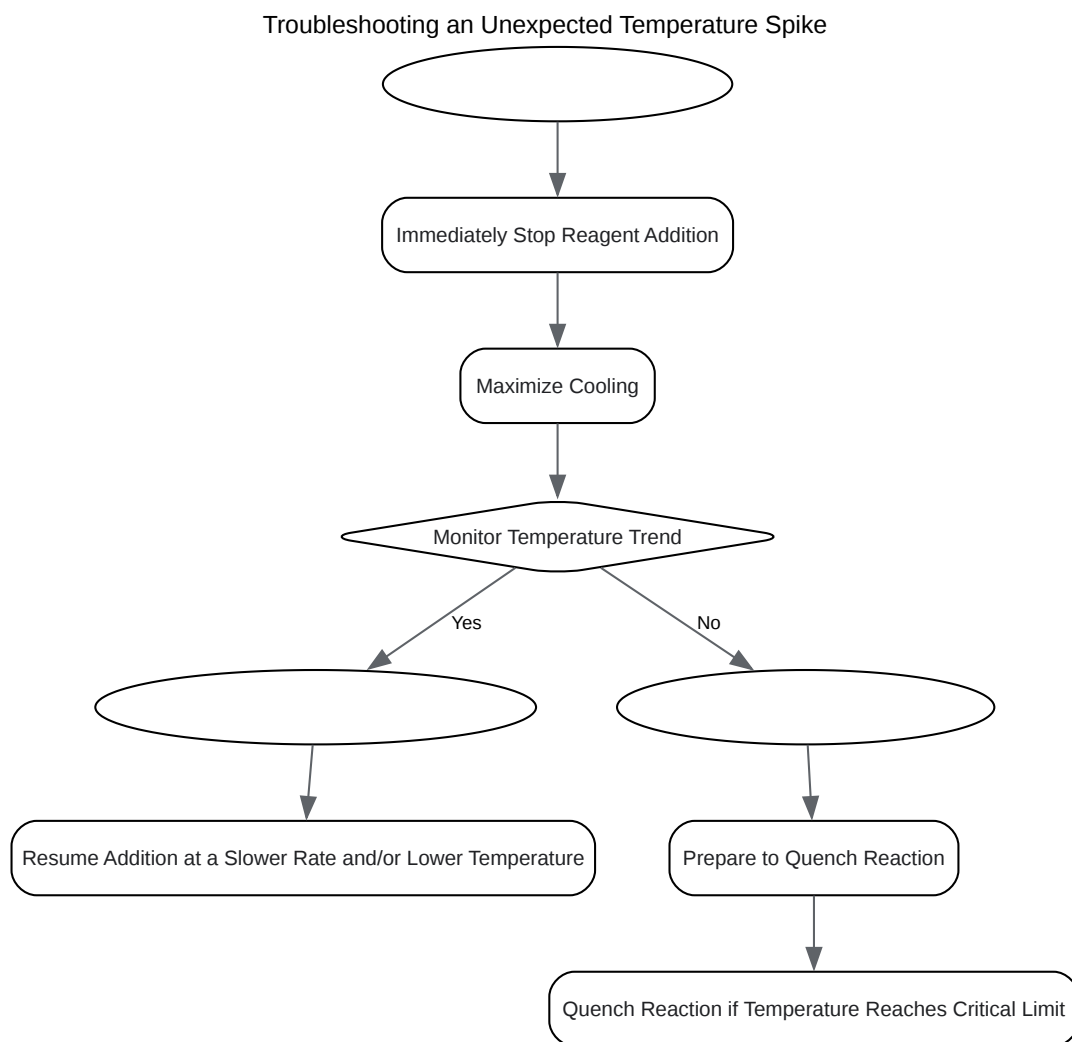 Troubleshooting an Unexpected Temperature Spike
Immediately Stop Reagent Addition
Maximize Cooling
Monitor Temperature Trend
Yes
No
Resume Addition at a Slower Rate and/or Lower Temperature
Prepare to Quench Reaction
Quench Reaction if Temperature Reaches Critical Limit